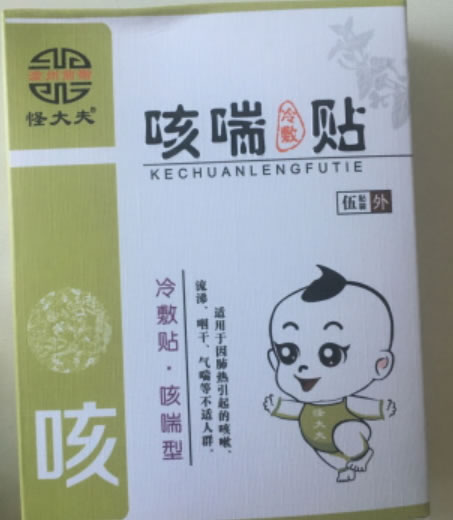 怪大夫®
咳喘冷敷贴
KECHUANLENGFUTIE
伍贴装 外
冷敷贴·咳喘型
适用于因肺热引起的咳嗽、
流涕、咽干、气喘等不适人群。
怪大夫
咳